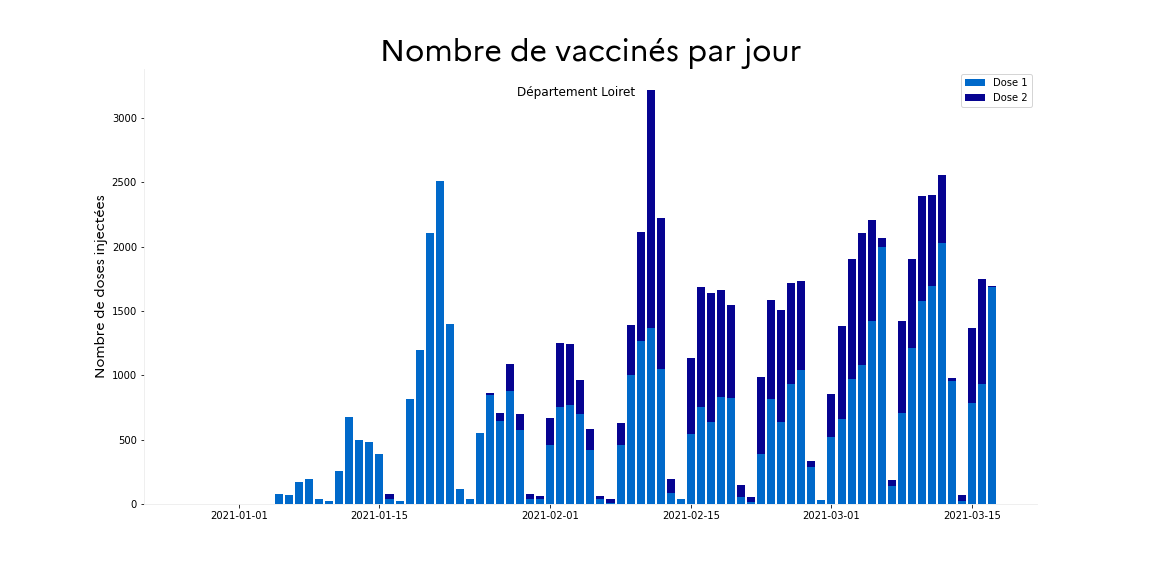 Nombre de vaccinés par jour
Département Loiret
Dose 1
Dose 2
Nombre de doses injectées
3000
2500
2000
1500
1000
500
0
2021-01-01
2021-01-15
2021-02-01
2021-02-15
2021-03-01
2021-03-15